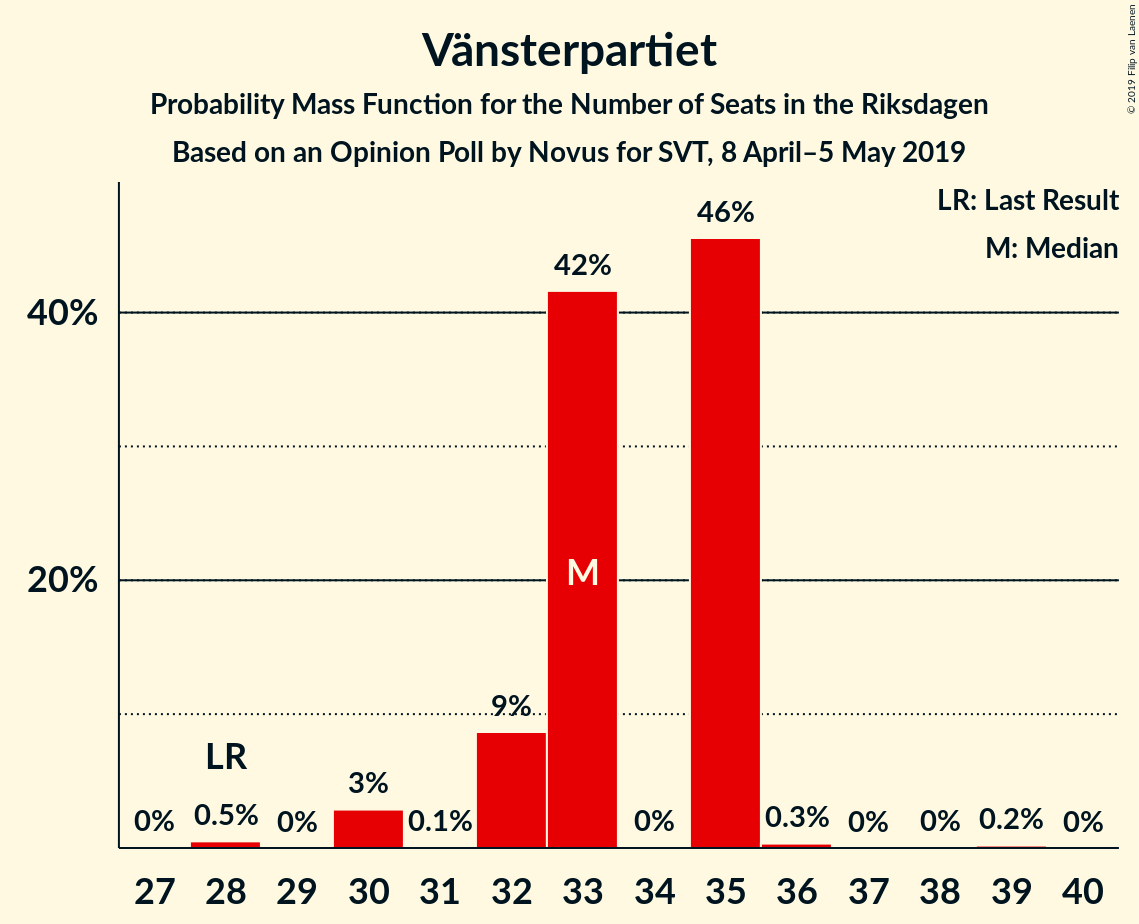 Vänsterpartiet
Probability Mass Function for the Number of Seats in the Riksdagen
Based on an Opinion Poll by Novus for SVT, 8 April–5 May 2019
© 2019 Filip van Laenen
LR: Last Result
M: Median
40%
20%
0%
LR
0.5%
0%
3%
0.1%
9%
42%
M
0%
46%
0.3%
0%
0%
0.2%
0%
27 28 29 30 31 32 33 34 35 36 37 38 39 40